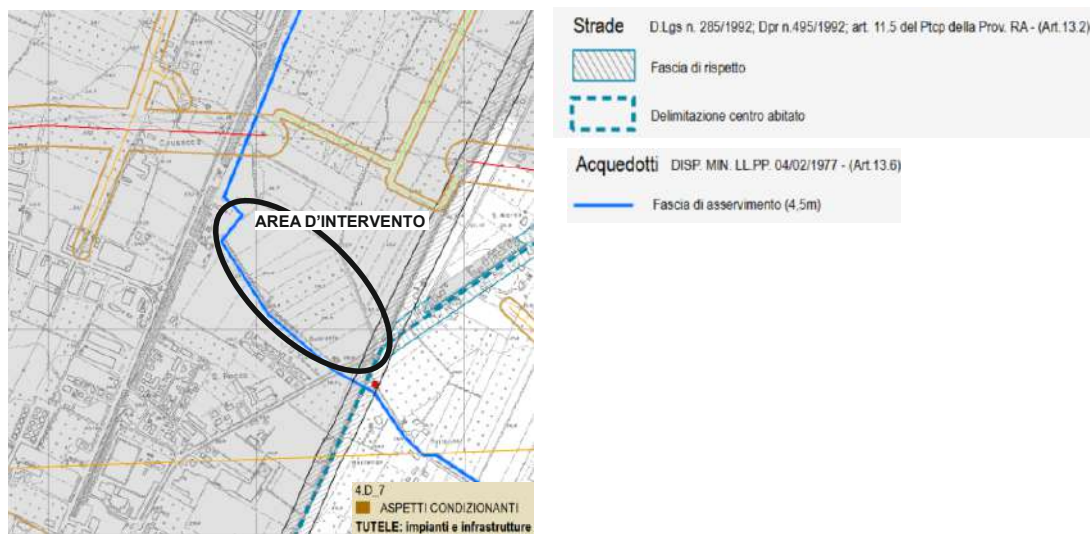 AREA D'INTERVENTO
S. Rocco
4.D_7
ASPETTI CONDIZIONANTI
TUTELE: impianti e infrastrutture
Strade D.Lgs n. 285/1992; Dpr n.495/1992; art. 11.5 del Ptcp della Prov. RA - (Art.13.2)
Fascia di rispetto
Delimitazione centro abitato
Acquedotti DISP. MIN. LL.PP. 04/02/1977 - (Art.13.6)
Fascia di asservimento (4,5m)